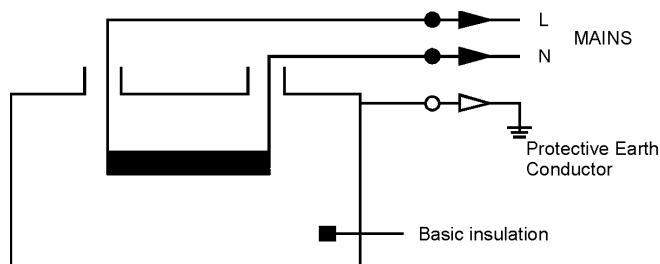 L
MAINS
N
Protective Earth
Conductor
Basic insulation